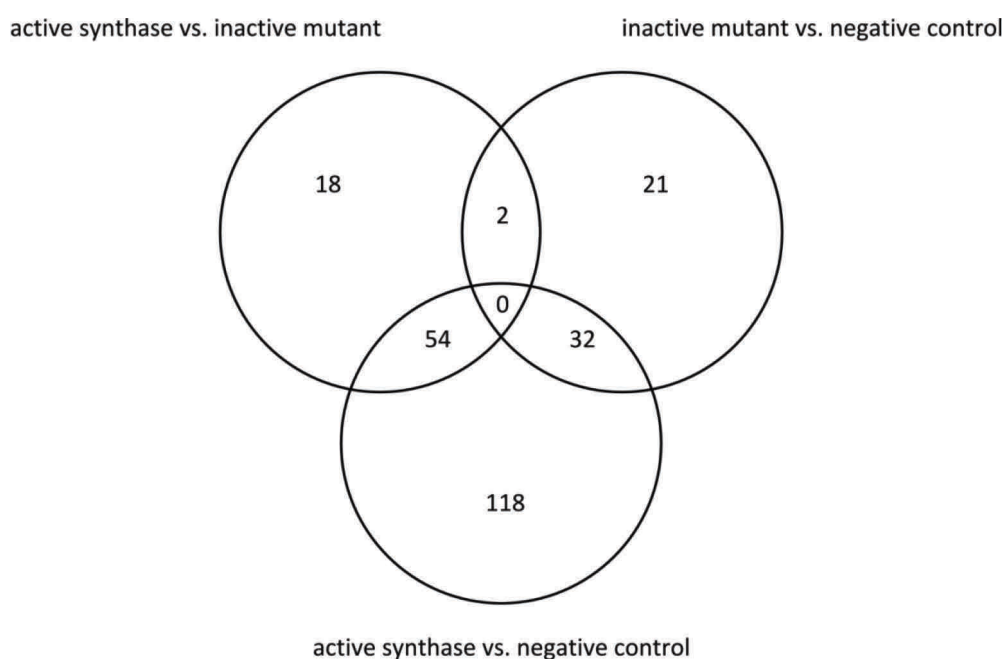 active synthase vs. inactive mutant
inactive mutant vs. negative control
18
21
2
0
54
32
118
active synthase vs. negative control